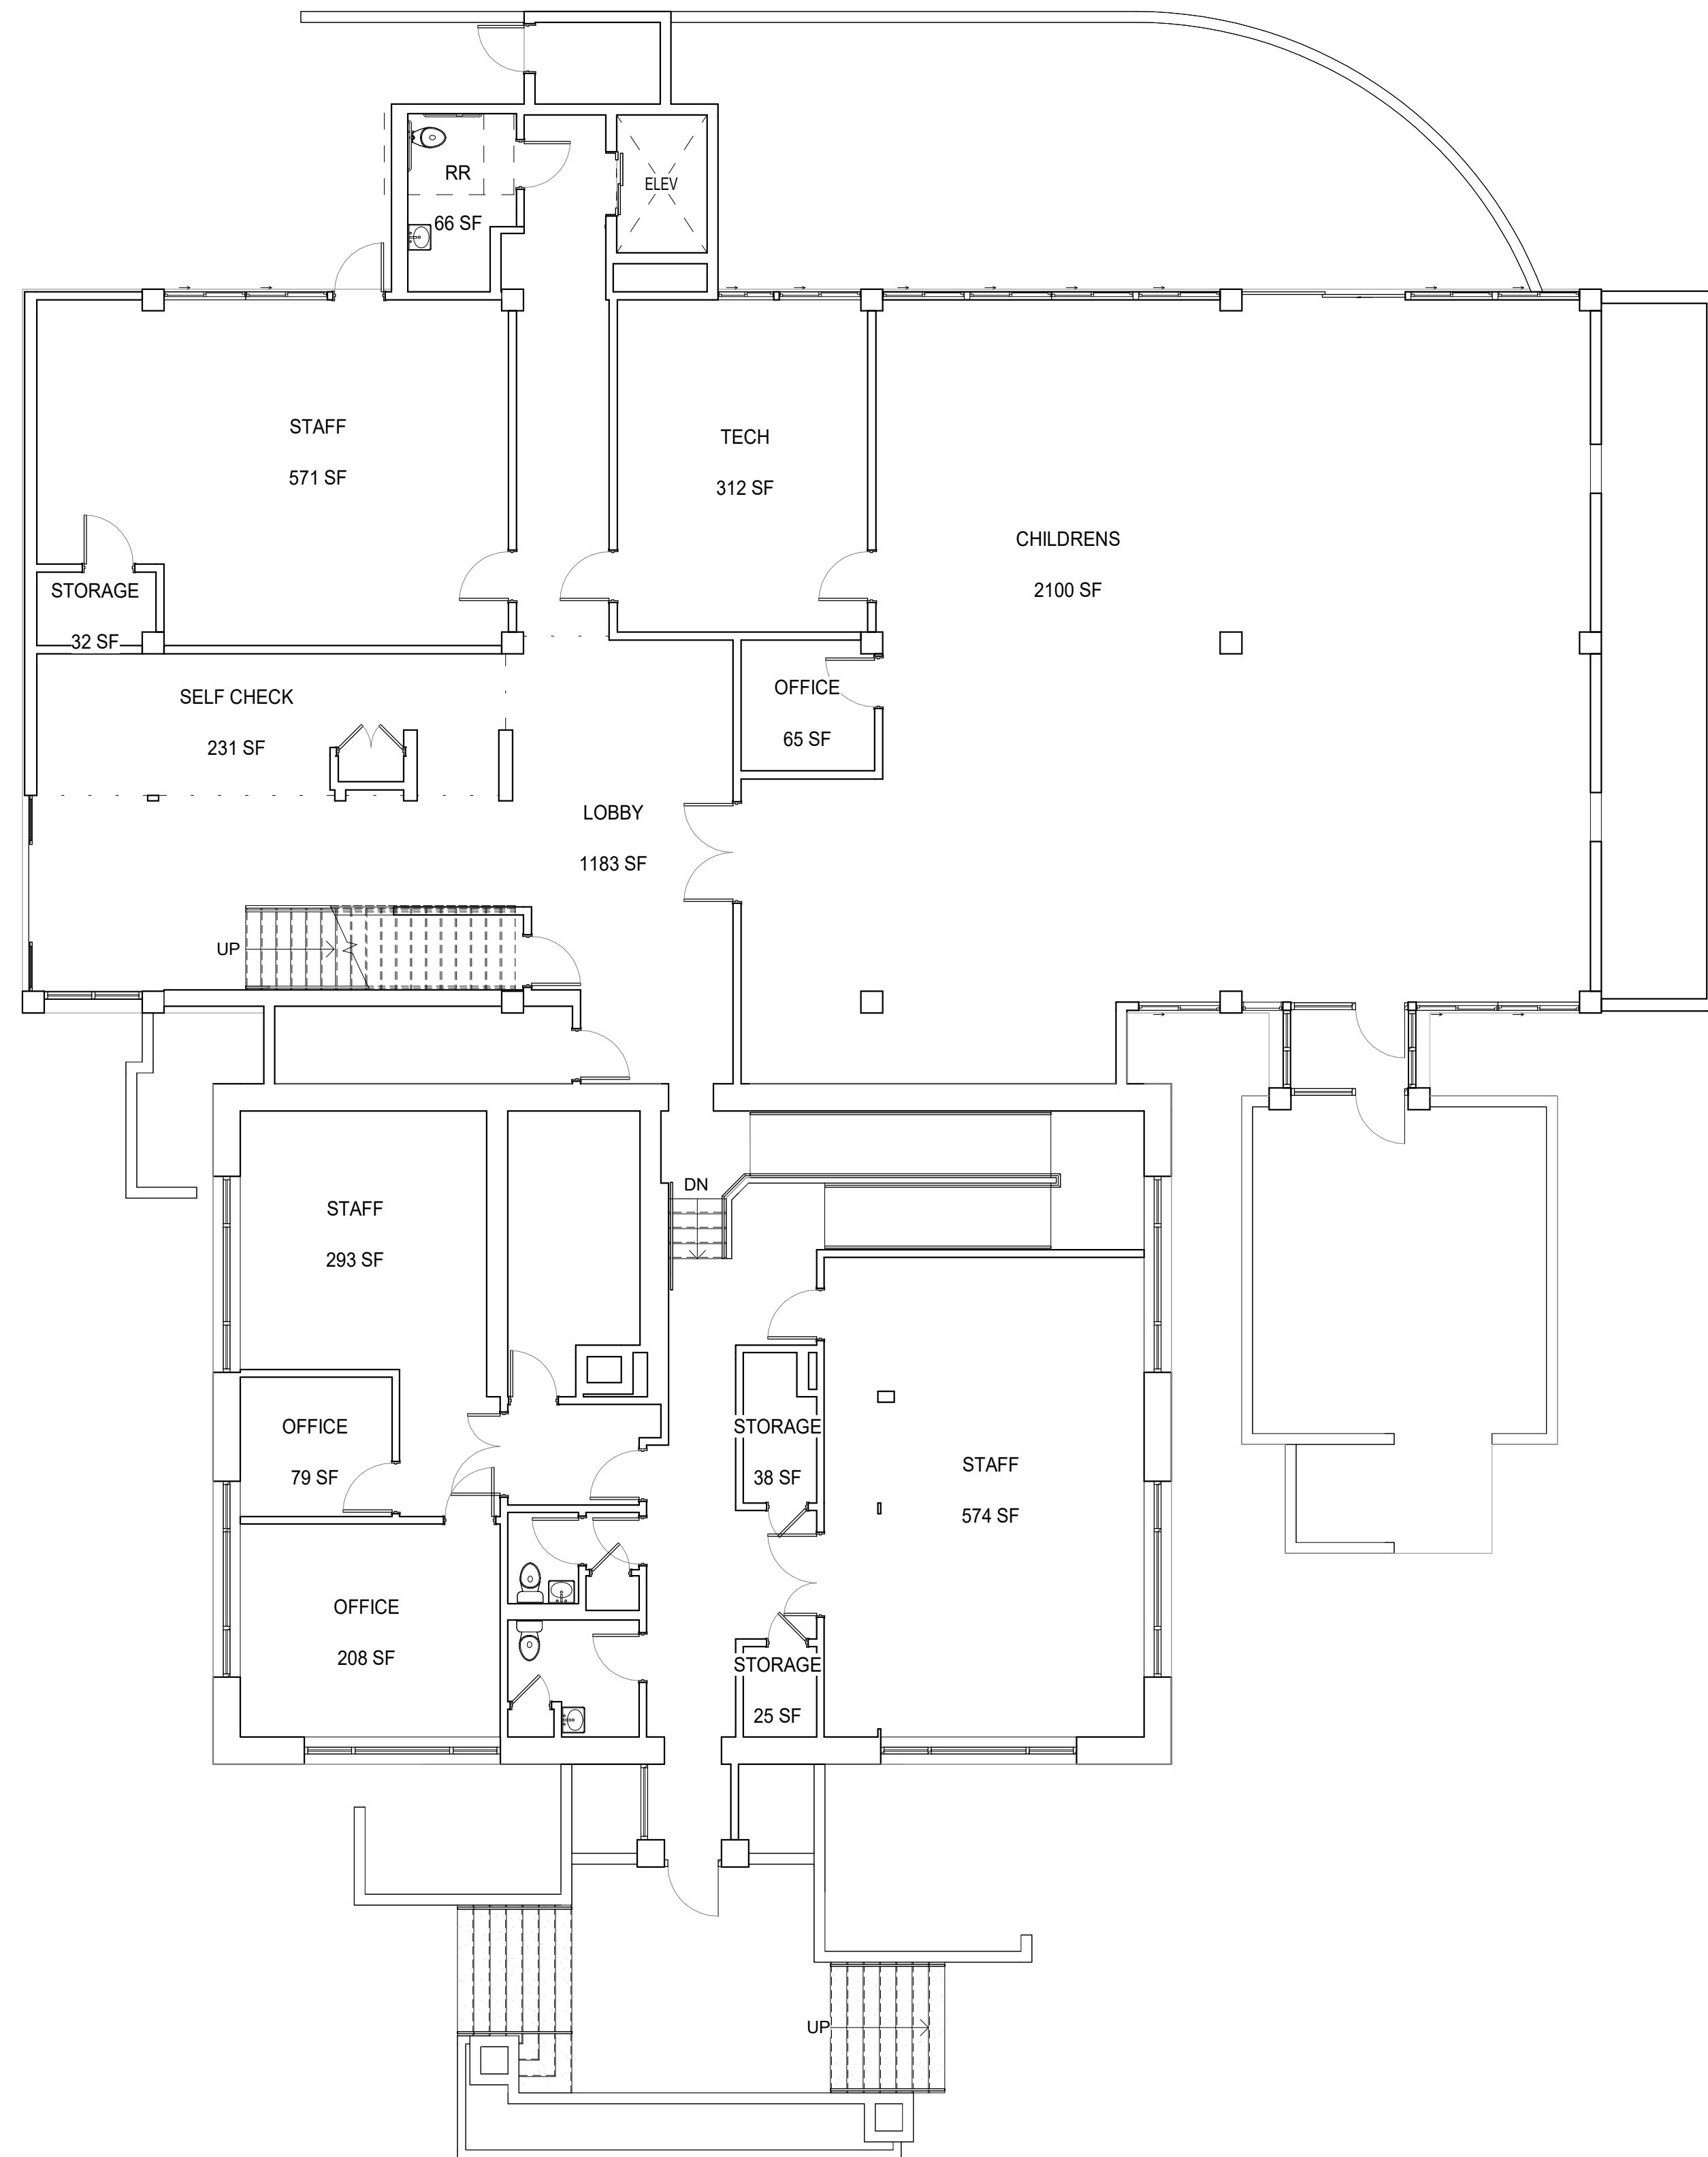 RR
66 SF
ELEV
STAFF
571 SF
TECH
312 SF
CHILDRENS
2100 SF
STORAGE
32 SF
SELF CHECK
231 SF
OFFICE
65 SF
LOBBY
1183 SF
UP
DN
STAFF
293 SF
OFFICE
79 SF
STORAGE
38 SF
STAFF
574 SF
OFFICE
208 SF
STORAGE
25 SF
UP